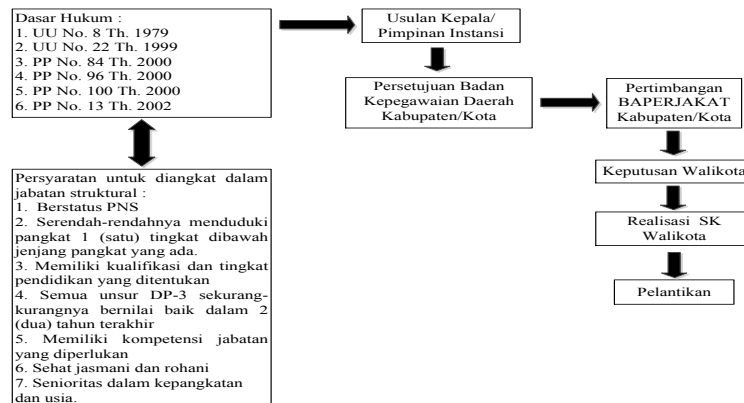 Dasar Hukum :
1. UU No. 8 Th. 1979
2. UU No. 22 Th. 1999
3. PP No. 84 Th. 2000
4. PP No. 96 Th. 2000
5. PP No. 100 Th. 2000
6. PP No. 13 Th. 2002
Persyaratan untuk diangkat dalam
jabatan struktural :
1. Berstatus PNS
2. Serendah-rendahnya menduduki
pangkat 1 (satu) tingkat dibawah
jenjang pangkat yang ada.
3. Memiliki kualifikasi dan tingkat
pendidikan yang ditentukan
4. Semua unsur DP-3 sekurang-
kurangnya bernilai baik dalam 2
(dua) tahun terakhir
5. Memiliki kompetensi jabatan
yang diperlukan
6. Sehat jasmani dan rohani
7. Senioritas dalam kepangkatan
dan usia.
Usulan Kepala/
Pimpinan Instansi
Persetujuan Badan
Kepegawaian Daerah
Kabupaten/Kota
Pertimbangan
BAPERJAKAT
Kabupaten/Kota
Keputusan Walikota
Realisasi SK
Walikota
Pelantikan